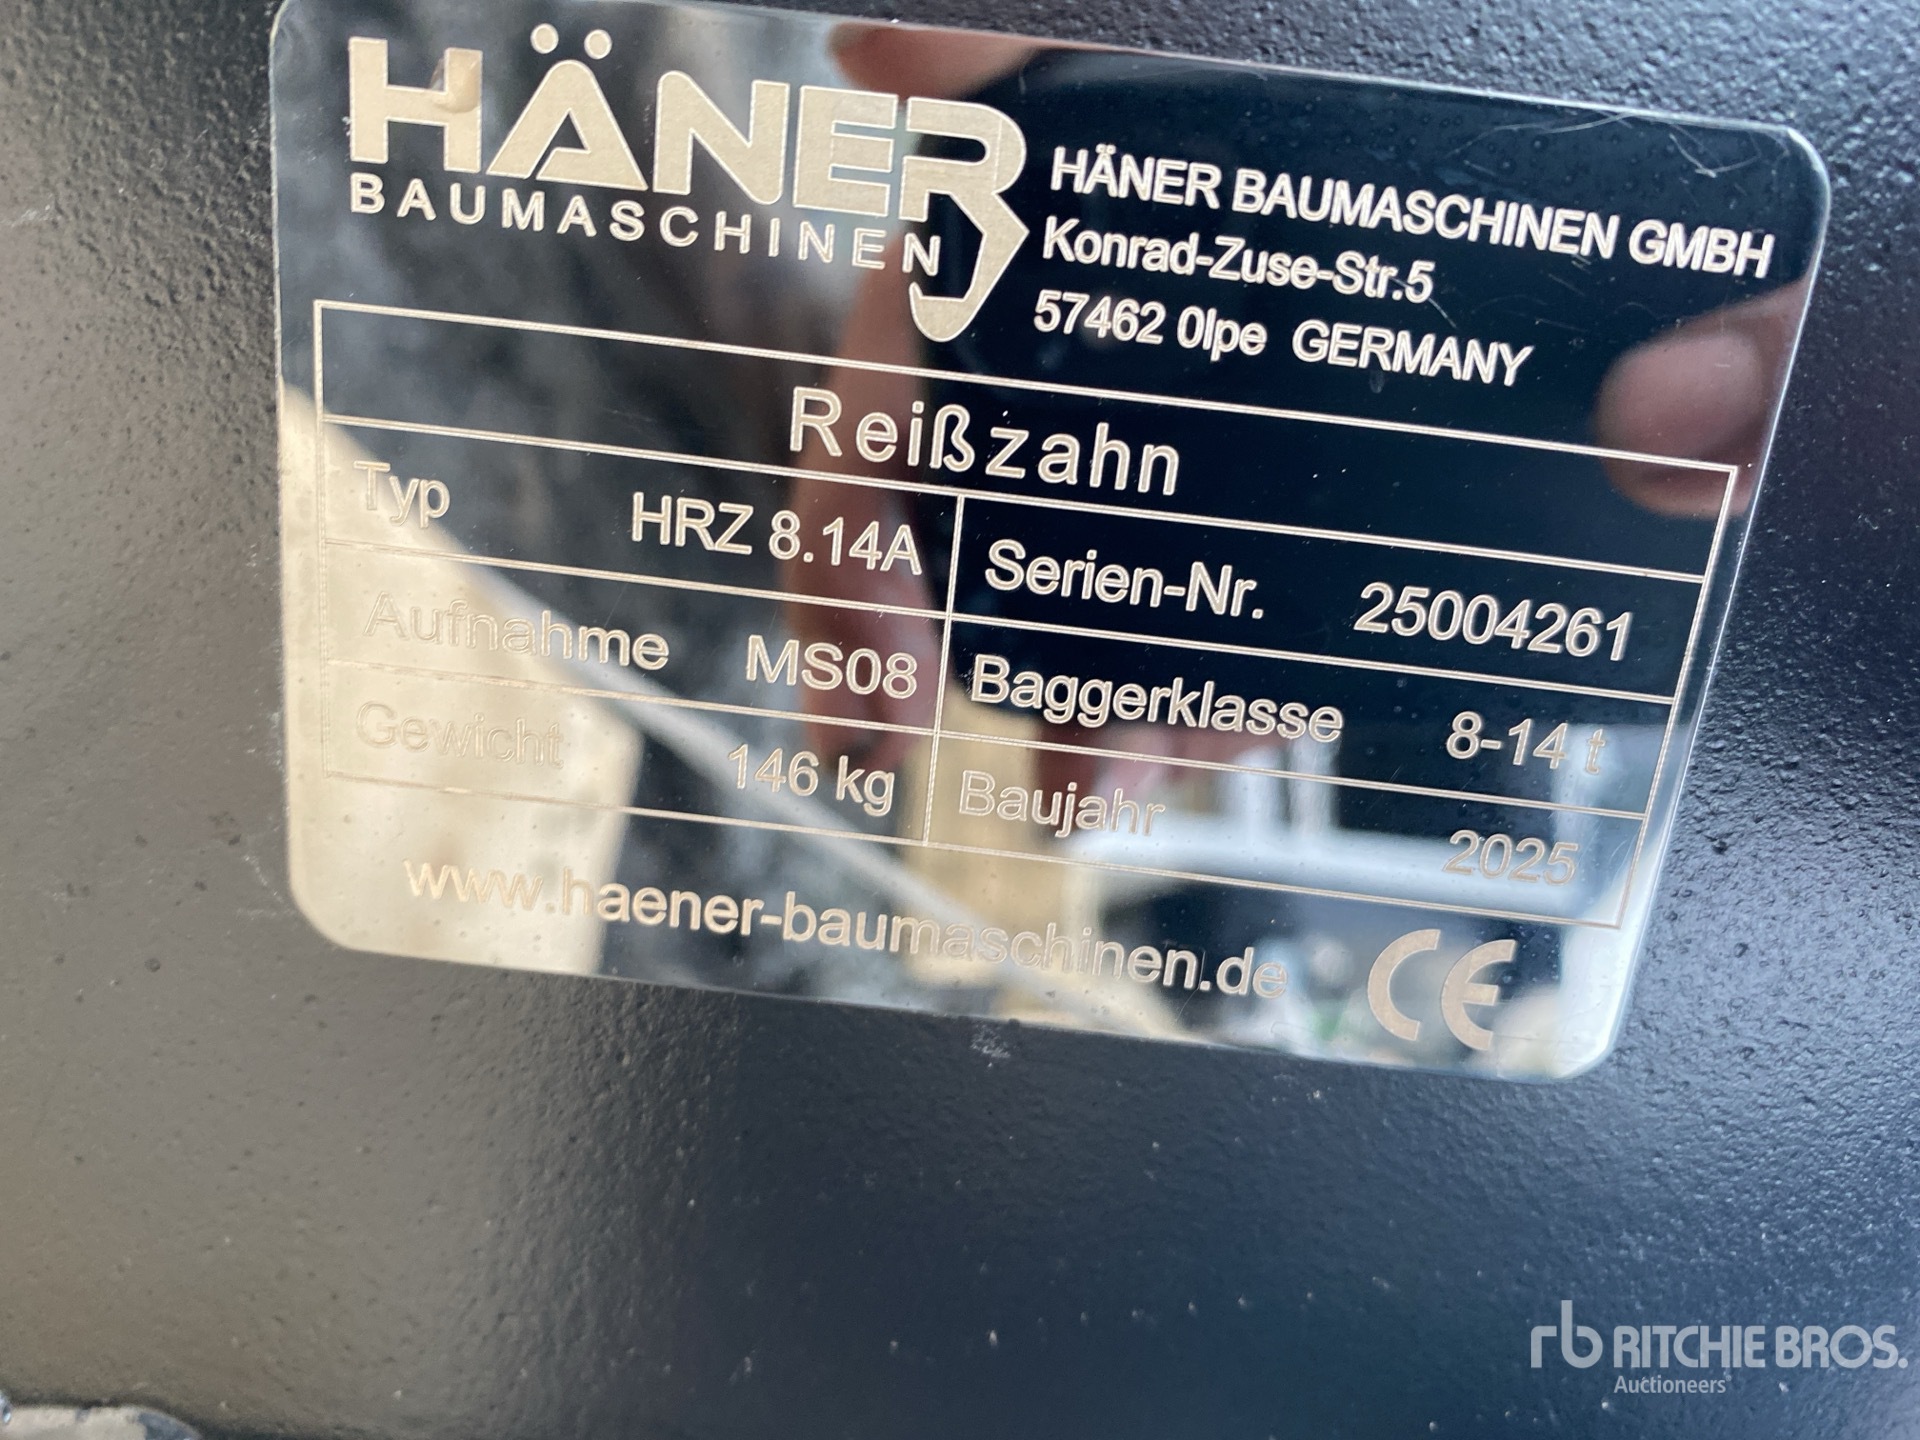 HÄNER
BAUMASCHINEN
HÄNER BAUMASCHINEN GMBH
Konrad-Zuse-Str.5
57462 Olpe GERMANY
Reißzahn
Typ HRZ 8.14A Serien-Nr. 25004261
Aufnahme MS08 Baggerklasse 8-14 t
Gewicht 146 kg Baujahr 2025
www.haener-baumaschinen.de CE
rb RITCHIE BROS.
Auctioneers